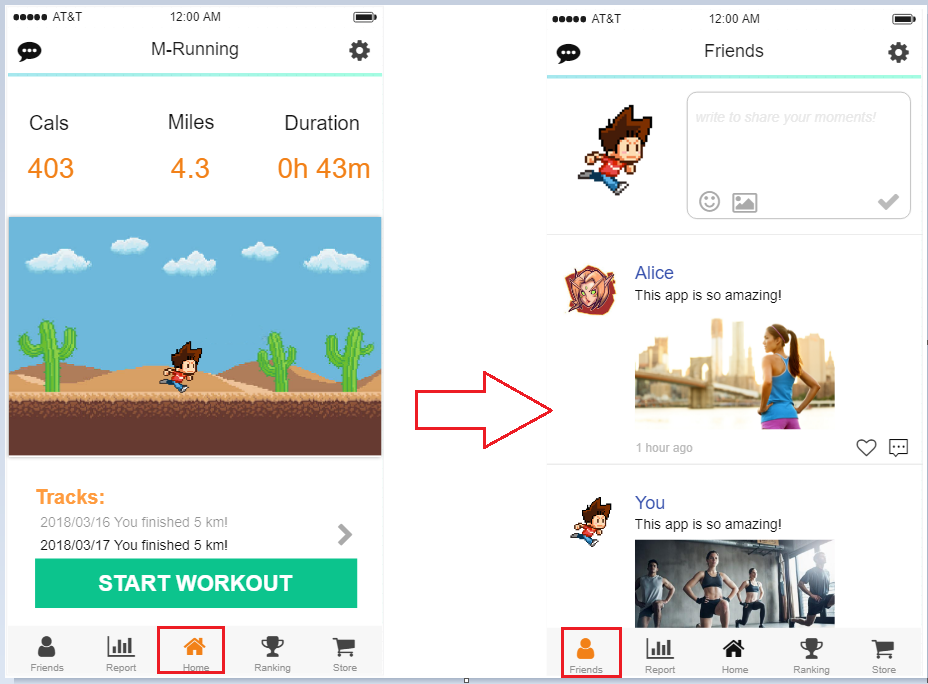 AT&T 12:00 AM
M-Running
Cals Miles Duration
403 4.3 0h 43m
Tracks:
2018/03/16 You finished 5 km!
2018/03/17 You finished 5 km!
START WORKOUT
Friends Report Home Ranking Store
AT&T 12:00 AM
Friends
write to share your moments!
Alice
This app is so amazing!
1 hour ago
You
This app is so amazing!
Friends Report Home Ranking Store